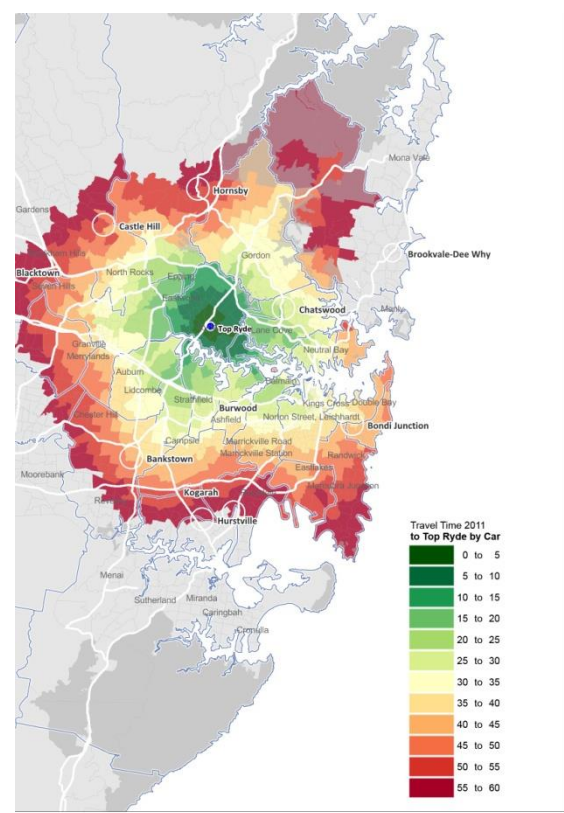 Mona Vale
Hornsby
Gardens
Castle Hill
Brookvale-Dee Why
Gordon
Blacktown
North Rocks
Epping
Seven Hills
Chatswood
Manly
Top Ryde
Lane Cove
Granville
Neutral Bay
Merrylands
Auburn
Balmain
Lidcombe
Strathfield
Kings Cross
Double Bay
Burwood
Chester Hill
Ashfield
Norton Street, Leichhardt
Bondi Junction
Campsie
Marrickville Road
Marrickville Station
Randwick
Bankstown
Eastlakes
Moorebank
Maroubra Junction
Kogarah
Hurstville
Travel Time 2011
to Top Ryde by Car
0 to 5
5 to 10
10 to 15
15 to 20
20 to 25
25 to 30
30 to 35
35 to 40
40 to 45
45 to 50
50 to 55
55 to 60
Menai
Sutherland
Miranda
Caringbah
Cronulla